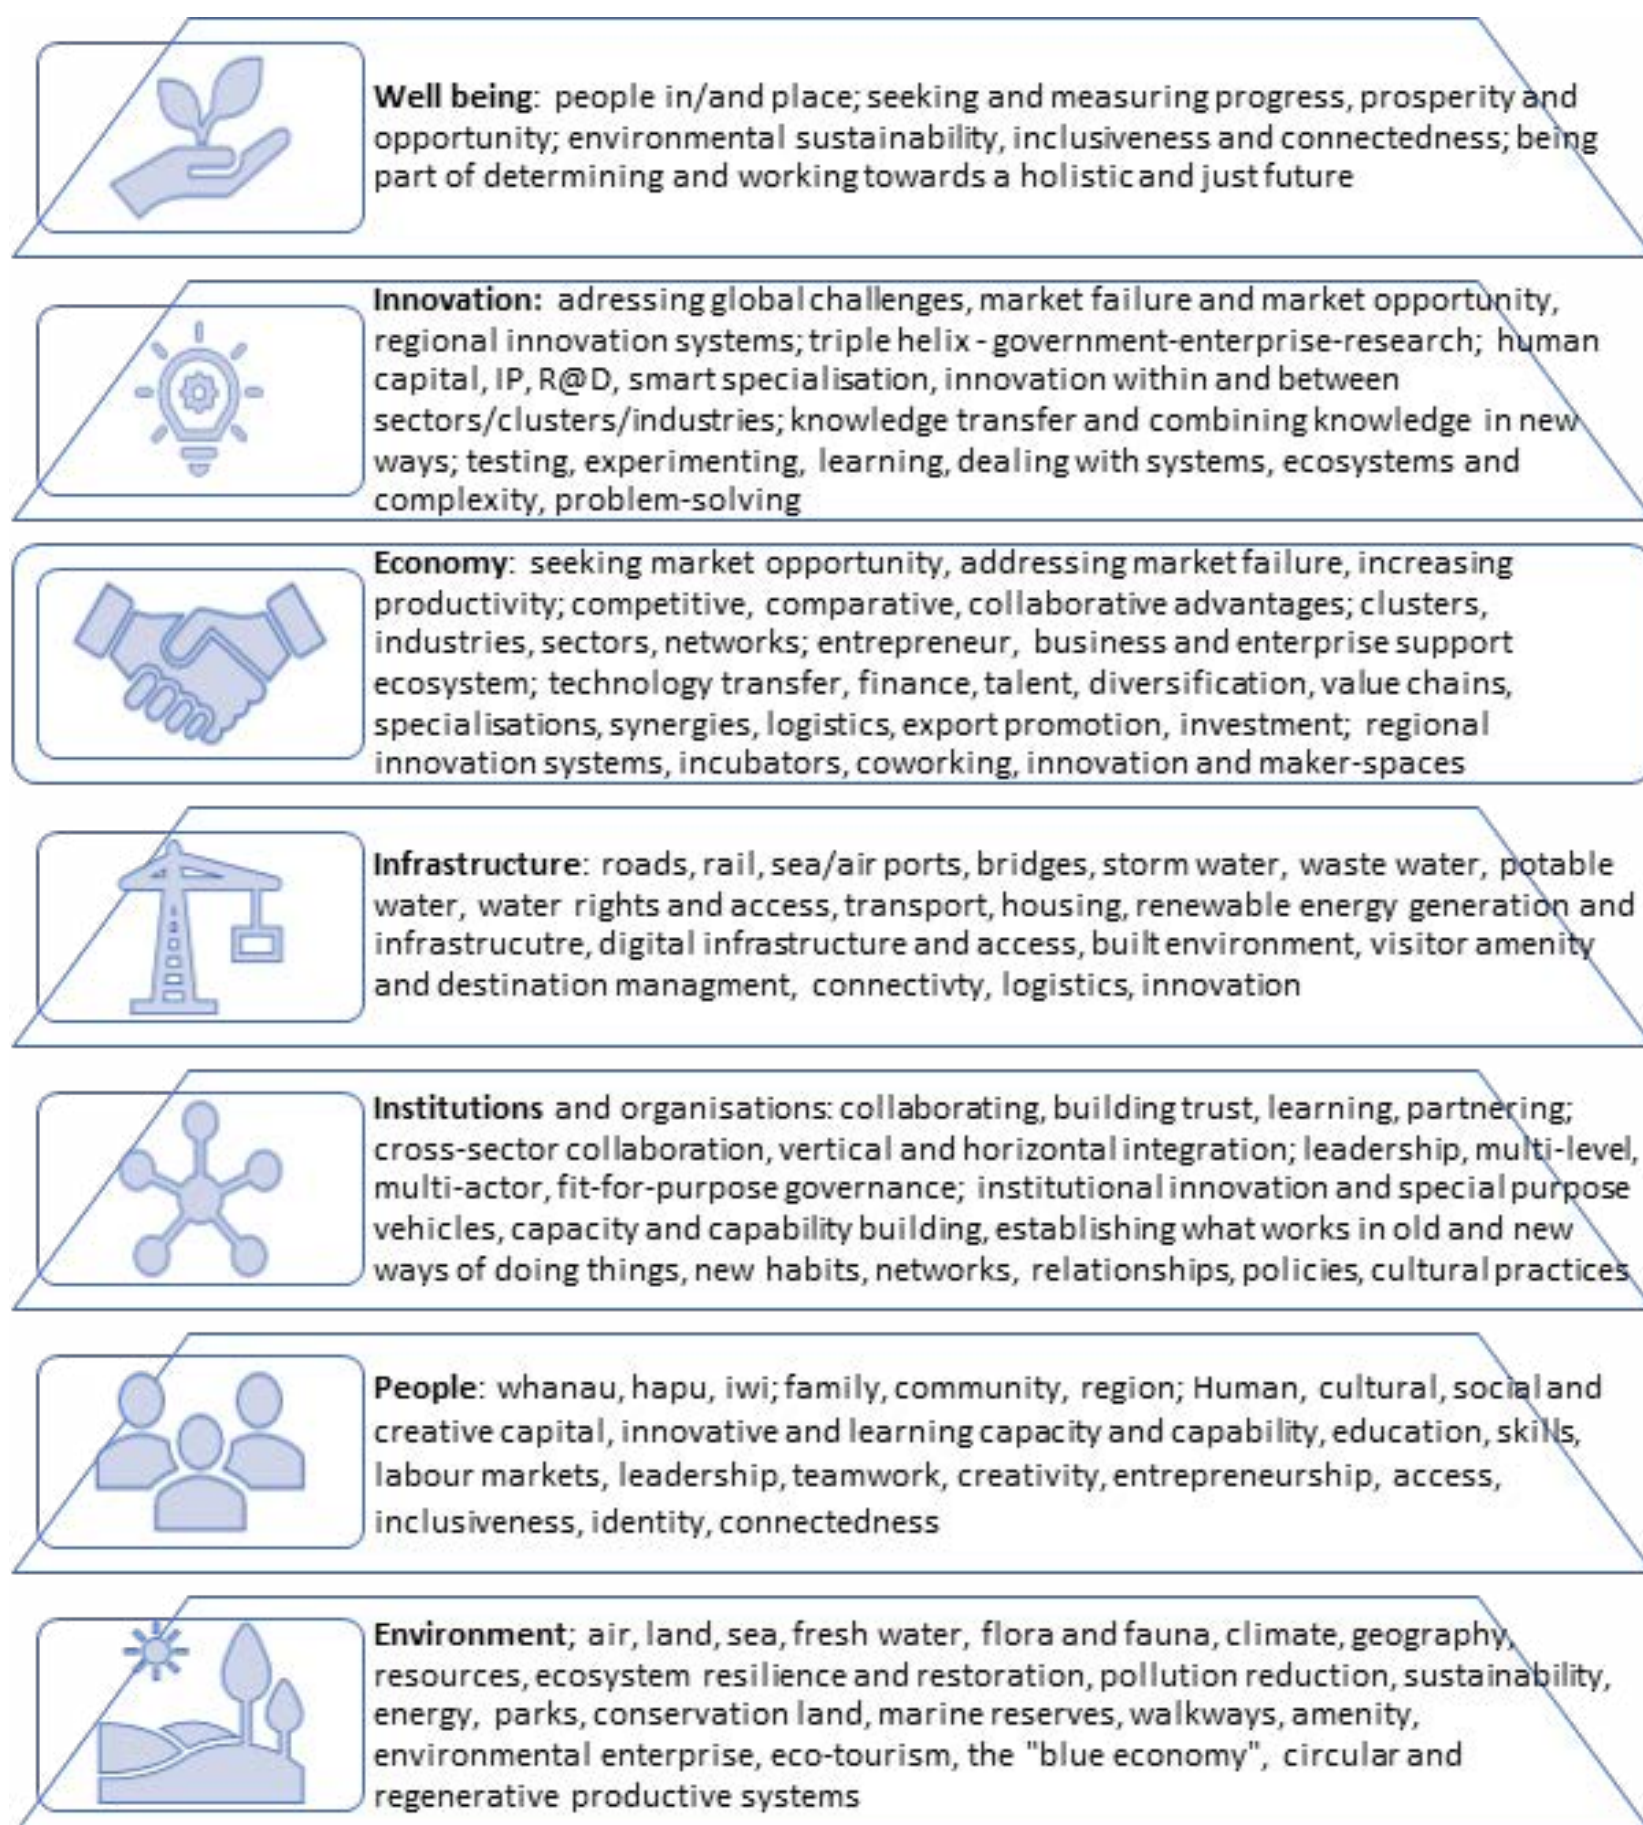 Well being: people in/and place; seeking and measuring progress, prosperity and
opportunity; environmental sustainability, inclusiveness and connectedness; being
part of determining and working towards a holistic and just future
Innovation: adressing global challenges, market failure and market opportunity,
regional innovation systems; triple helix - government-enterprise-research; human
capital, IP, R@D, smart specialisation, innovation within and between
sectors/clusters/industries; knowledge transfer and combining knowledge in new
ways; testing, experimenting, learning, dealing with systems, ecosystems and
complexity, problem-solving
Economy: seeking market opportunity, addressing market failure, increasing
productivity; competitive, comparative, collaborative advantages; clusters,
industries, sectors, networks; entrepreneur, business and enterprise support
ecosystem; technology transfer, finance, talent, diversification, value chains,
specialisations, synergies, logistics, export promotion, investment; regional
innovation systems, incubators, coworking, innovation and maker-spaces
Infrastructure: roads, rail, sea/air ports, bridges, storm water, waste water, potable
water, water rights and access, transport, housing, renewable energy generation and
infrastrucutre, digital infrastructure and access, built environment, visitor amenity
and destination managment, connectivty, logistics, innovation
Institutions and organisations: collaborating, building trust, learning, partnering;
cross-sector collaboration, vertical and horizontal integration; leadership, multi-level,
multi-actor, fit-for-purpose governance; institutional innovation and special purpose
vehicles, capacity and capability building, establishing what works in old and new
ways of doing things, new habits, networks, relationships, policies, cultural practices
People: whanau, hapu, iwi; family, community, region; Human, cultural, social and
creative capital, innovative and learning capacity and capability, education, skills,
labour markets, leadership, teamwork, creativity, entrepreneurship, access,
inclusiveness, identity, connectedness
Environment; air, land, sea, fresh water, flora and fauna, climate, geography,
resources, ecosystem resilience and restoration, pollution reduction, sustainability,
energy, parks, conservation land, marine reserves, walkways, amenity,
environmental enterprise, eco-tourism, the "blue economy", circular and
regenerative productive systems